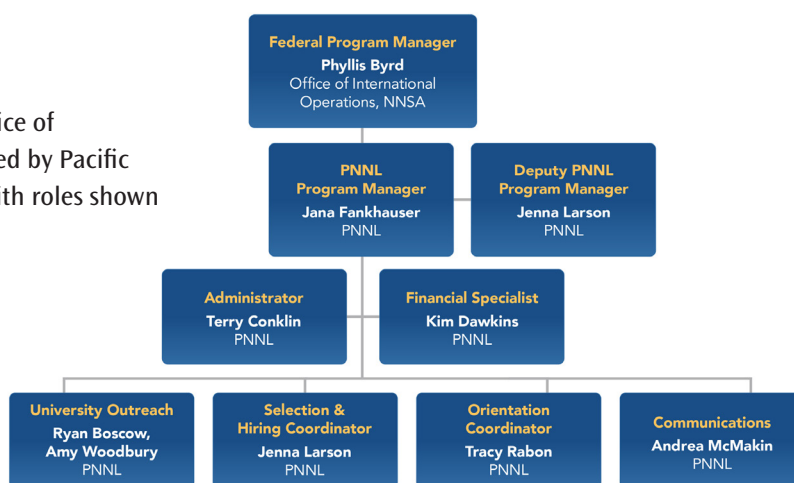 Federal Program Manager
Phyllis Byrd
Office of International
Operations, NNSA
ice of
ed by Pacific
ith roles shown
PNNL
Program Manager
Jana Fankhauser
PNNL
Deputy PNNL
Program Manager
Jenna Larson
PNNL
Administrator
Terry Conklin
PNNL
Financial Specialist
Kim Dawkins
PNNL
University Outreach
Ryan Boscow,
Amy Woodbury
PNNL
Selection &
Hiring Coordinator
Jenna Larson
PNNL
Orientation
Coordinator
Tracy Rabon
PNNL
Communications
Andrea McMakin
PNNL